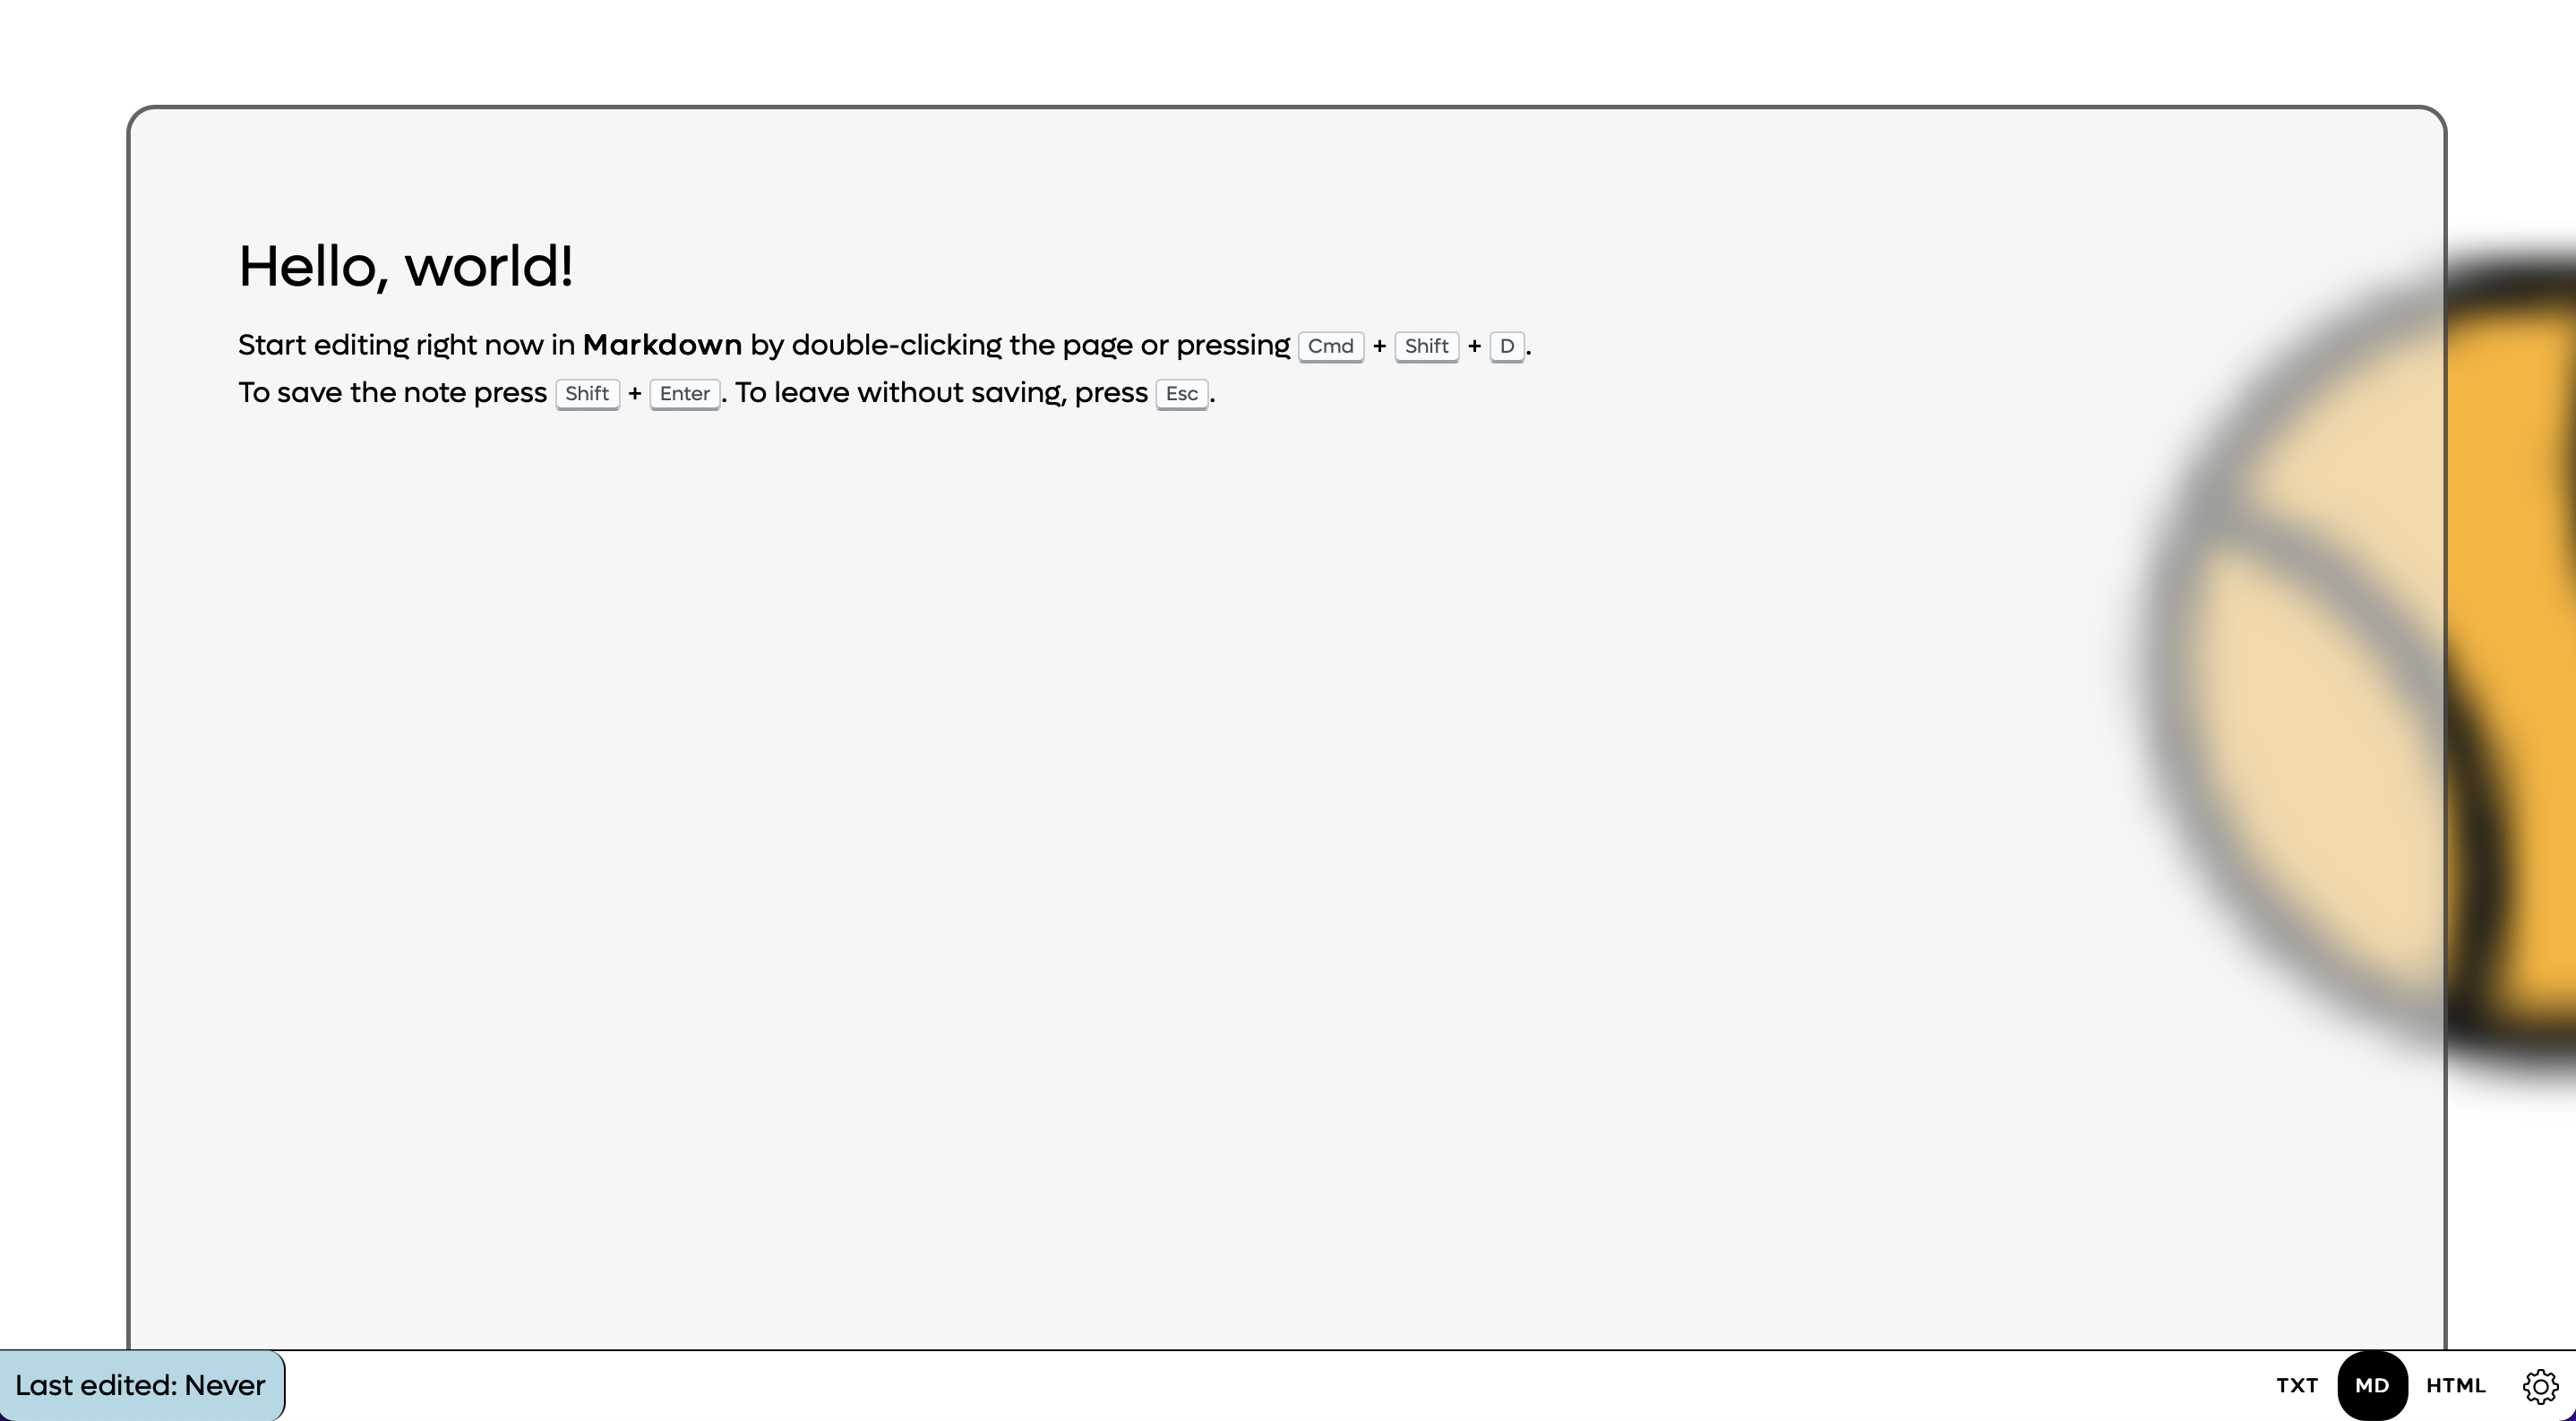 Hello, world!
Start editing right now in Markdown by double-clicking the page or pressing Cmd + Shift + D.
To save the note press Shift + Enter. To leave without saving, press Esc.
Last edited: Never
TXT MD HTML